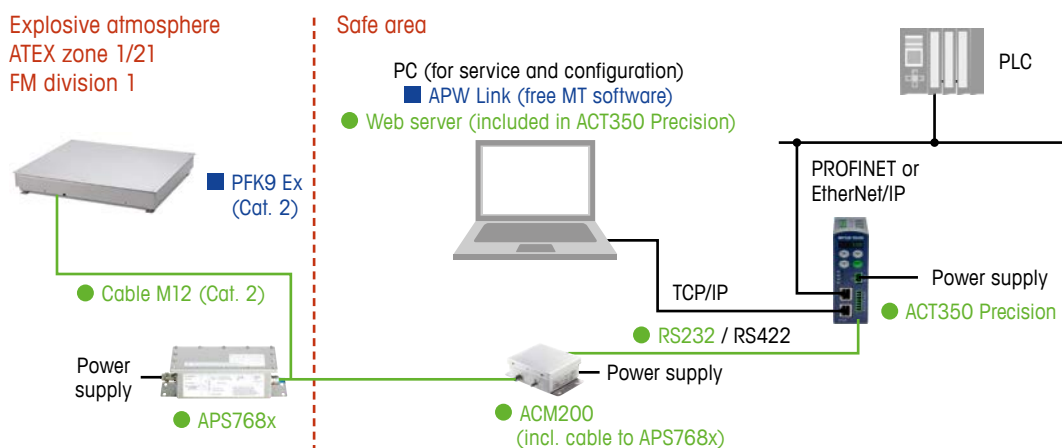 Explosive atmosphere
ATEX zone 1/21
FM division 1
Safe area
PC (for service and configuration)
APW Link (free MT software)
Web server (included in ACT350 Precision)
PLC
PROFINET or
EtherNet/IP
PFK9 Ex
(Cat. 2)
Cable M12 (Cat. 2)
TCP/IP
Power supply
ACT350 Precision
RS232 / RS422
Power
supply
Power supply
APS768x
ACM200
(incl. cable to APS768x)